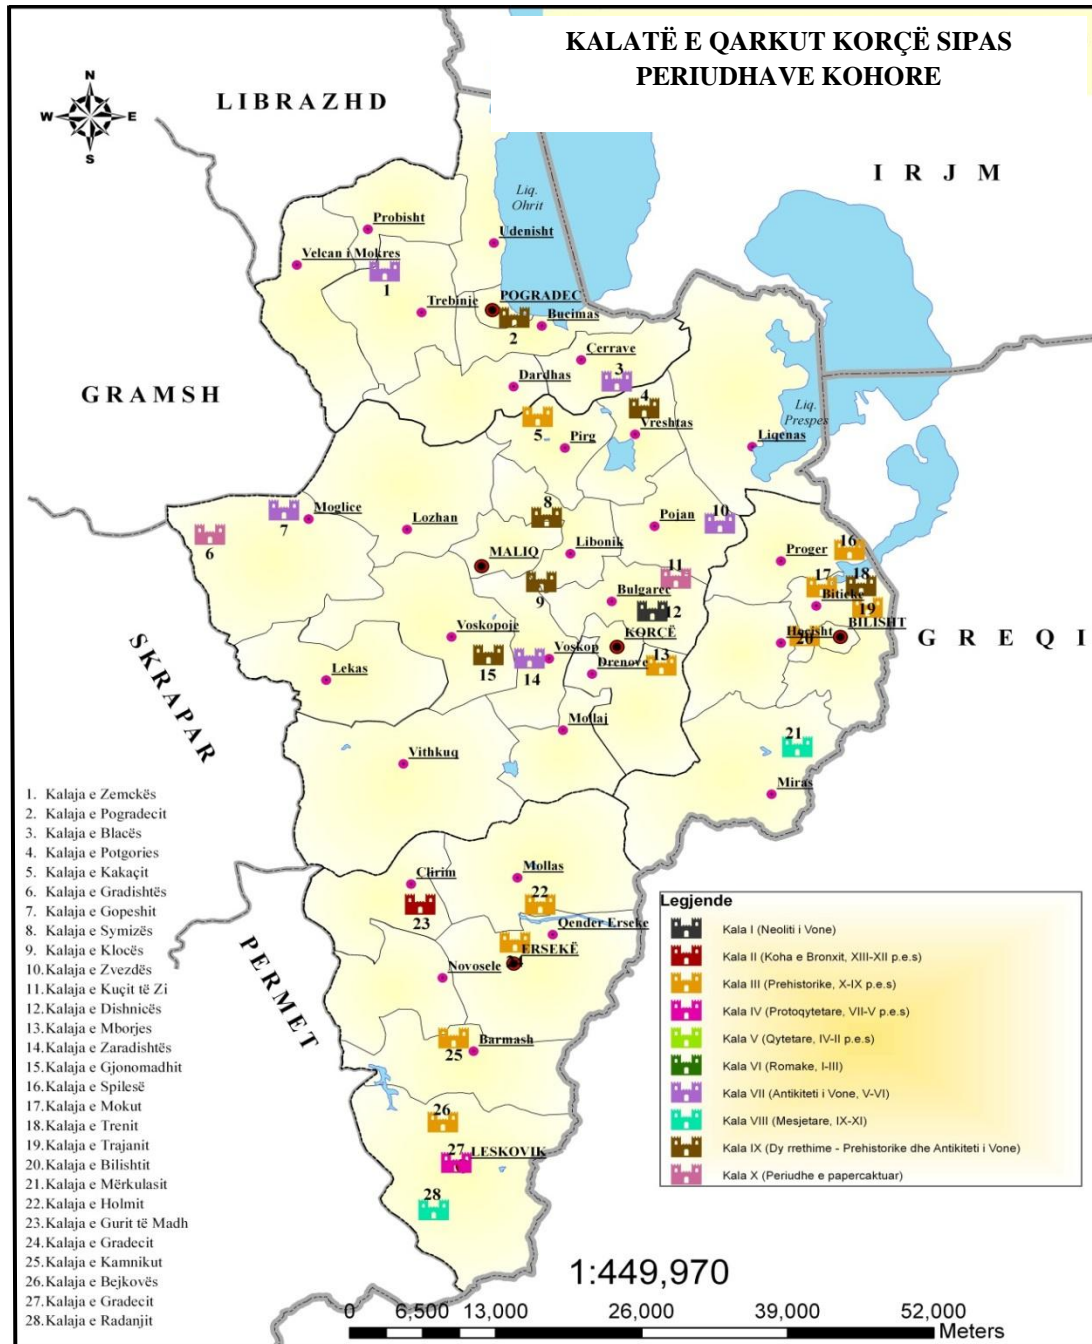 KALATË E QARKUT KORÇË SIPAS
PERIUDHAVE KOHORE
N
W E
S
LIBRAZHD
I R J M
Liq.
Ohrit
Probisht
Udenisht
Velcan i Mokres
1
Trebinje
POGRADEC
2
Bucimas
Cerrave
3
Dardhas
GRAMSH
4
Liq.
Prespes
5
Vreshtas
Pirg
Liqenas
Moglice
7
6
Lozhan
8
Pojan
10
Libonik
MALIQ
Proger
16
9
11
17
18
Bulgarec
12
Biticke
19
Voskopoje
KORCË
BILISHT
Hocisht
20
G R E Q I
15
14
Voskop
Drenove
13
Lekas
SKRAPAR
Mollaj
21
Vithkuq
Miras
1. Kalaja e Zemckës
2. Kalaja e Pogradecit
3. Kalaja e Blacës
4. Kalaja e Potgories
5. Kalaja e Kakaçit
6. Kalaja e Gradishtës
7. Kalaja e Gopeshit
8. Kalaja e Symizës
9. Kalaja e Klocës
10. Kalaja e Zvezdës
11. Kalaja e Kuçit të Zi
12. Kalaja e Dishnicës
13. Kalaja e Mborjes
14. Kalaja e Zaradishtës
15. Kalaja e Gjonomadhit
16. Kalaja e Spilesë
17. Kalaja e Mokut
18. Kalaja e Trenit
19. Kalaja e Trajanit
20. Kalaja e Bilishtit
21. Kalaja e Mërkulasit
22. Kalaja e Holmit
23. Kalaja e Gurit të Madh
24. Kalaja e Gradecit
25. Kalaja e Kamnikut
26. Kalaja e Bejkovës
27. Kalaja e Gradecit
28. Kalaja e Radanjit
Clirim
Mollas
22
23
Qender Erseke
ERSEKË
Novosele
PERMET
25
Barmash
26
27
LESKOVIK
28
Legjende
Kala I (Neoliti i Vone)
Kala II (Koha e Bronxit, XIII-XII p.e.s)
Kala III (Prehistorike, X-IX p.e.s)
Kala IV (Protoqytetare, VII-V p.e.s)
Kala V (Qytetare, IV-II p.e.s)
Kala VI (Romake, I-III)
Kala VII (Antikiteti i Vone, V-VI)
Kala VIII (Mesjetare, IX-XI)
Kala IX (Dy rrethime - Prehistorike dhe Antikiteti i Vone)
Kala X (Periudhe e papercaktuar)
1:449,970
0 6,500 13,000 26,000 39,000 52,000
Meters